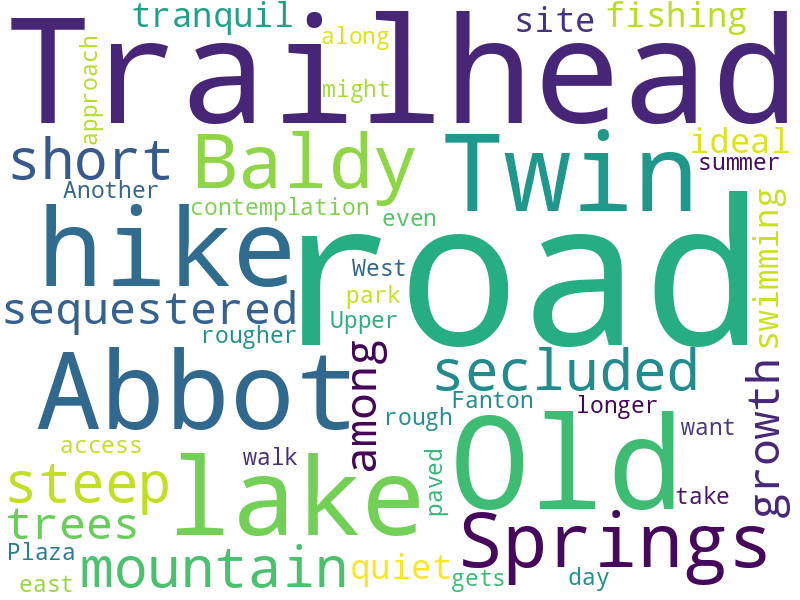 tranquil
along
site
fishing
Trailhead
approach
might
short
Baldy
Twin
ideal
summer
Another
contemplation
even
hike
road
swimming
West
park
Upper
sequestered
rougher
Abbot
among
secluded
growth
Fanton
longer
rough
Old
want
access
walk
lake
paved
steep
take
trees
Springs
Plaza
mountain
quiet
gets
day
east